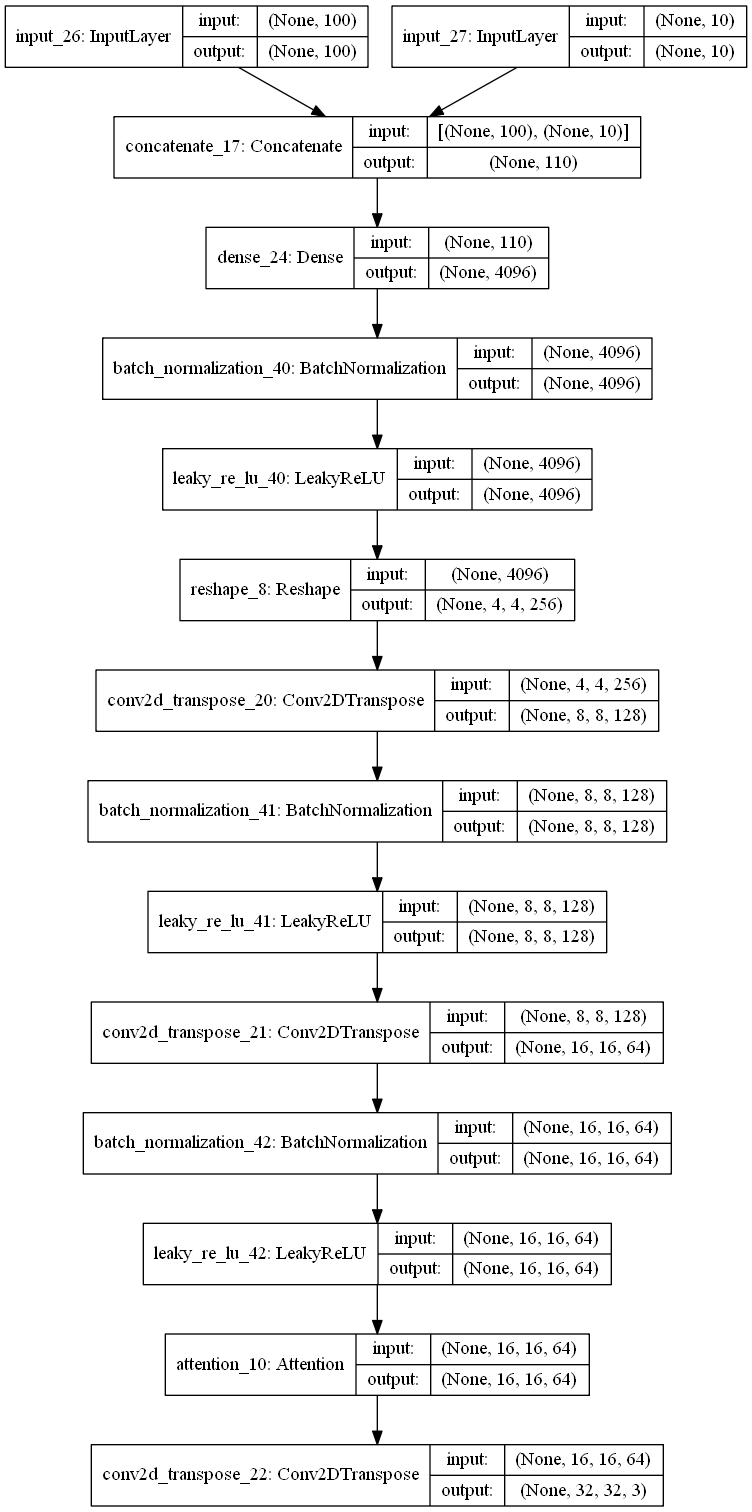 input_26: InputLayer
input: (None, 100)
output: (None, 100)
input_27: InputLayer
input: (None, 10)
output: (None, 10)
concatenate_17: Concatenate
input: [(None, 100), (None, 10)]
output: (None, 110)
dense_24: Dense
input: (None, 110)
output: (None, 4096)
batch_normalization_40: BatchNormalization
input: (None, 4096)
output: (None, 4096)
leaky_re_lu_40: LeakyReLU
input: (None, 4096)
output: (None, 4096)
reshape_8: Reshape
input: (None, 4096)
output: (None, 4, 4, 256)
conv2d_transpose_20: Conv2DTranspose
input: (None, 4, 4, 256)
output: (None, 8, 8, 128)
batch_normalization_41: BatchNormalization
input: (None, 8, 8, 128)
output: (None, 8, 8, 128)
leaky_re_lu_41: LeakyReLU
input: (None, 8, 8, 128)
output: (None, 8, 8, 128)
conv2d_transpose_21: Conv2DTranspose
input: (None, 8, 8, 128)
output: (None, 16, 16, 64)
batch_normalization_42: BatchNormalization
input: (None, 16, 16, 64)
output: (None, 16, 16, 64)
leaky_re_lu_42: LeakyReLU
input: (None, 16, 16, 64)
output: (None, 16, 16, 64)
attention_10: Attention
input: (None, 16, 16, 64)
output: (None, 16, 16, 64)
conv2d_transpose_22: Conv2DTranspose
input: (None, 16, 16, 64)
output: (None, 32, 32, 3)